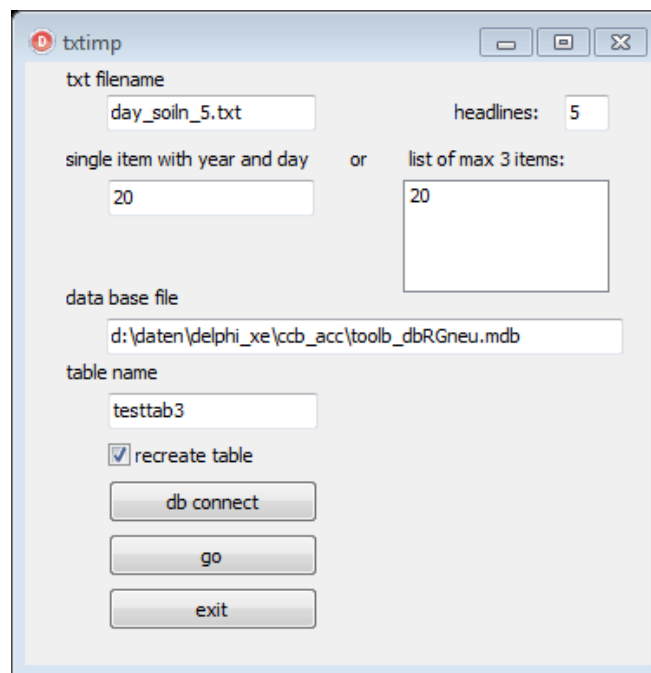 txtimp
txt filename
day_soiln_5.txt headlines: 5
single item with year and day or list of max 3 items:
20 20
data base file
d:\daten\delphi_xe\ccb_acc\toolb_dbRGneu.mdb
table name
testtab3
recreate table
db connect
go
exit